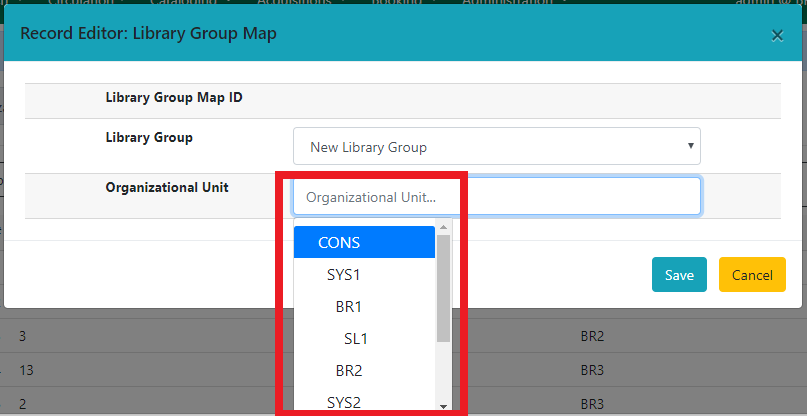 Circulation Cataloging Acquisitions Booking Administration admin @
Record Editor: Library Group Map ×
Library Group Map ID
Library Group New Library Group
Organizational Unit Organizational Unit...
CONS
SYS1
Save Cancel
BR1
3 SL1 BR2
13 BR2 BR3
2 SYS2 BR3